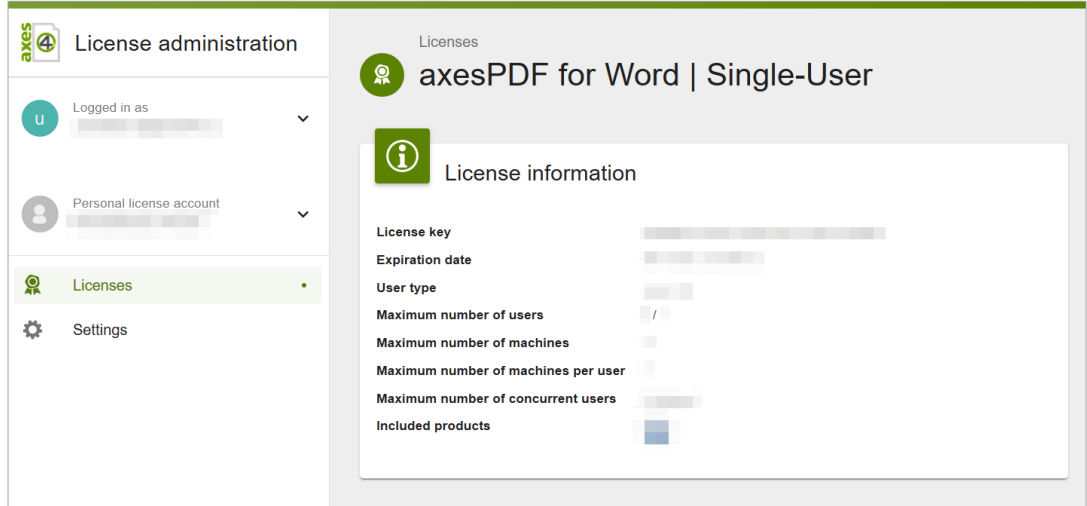 axes
4
License administration
Logged in as
u
Personal license account
Licenses
Settings
Licenses
axesPDF for Word | Single-User
License information
License key
Expiration date
User type
Maximum number of users /
Maximum number of machines
Maximum number of machines per user
Maximum number of concurrent users
Included products